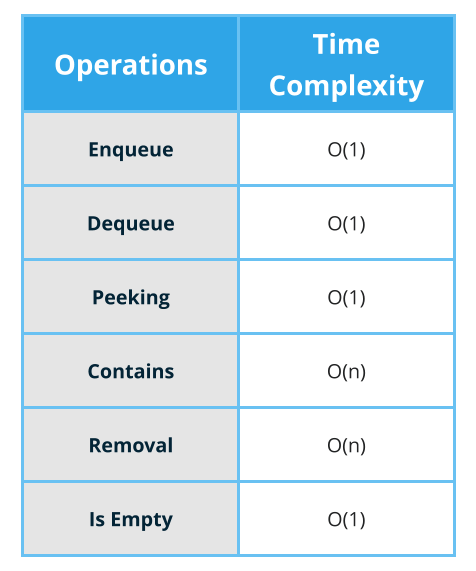 Operations
Time
Complexity
Enqueue
O(1)
Dequeue
O(1)
Peeking
O(1)
Contains
O(n)
Removal
O(n)
Is Empty
O(1)